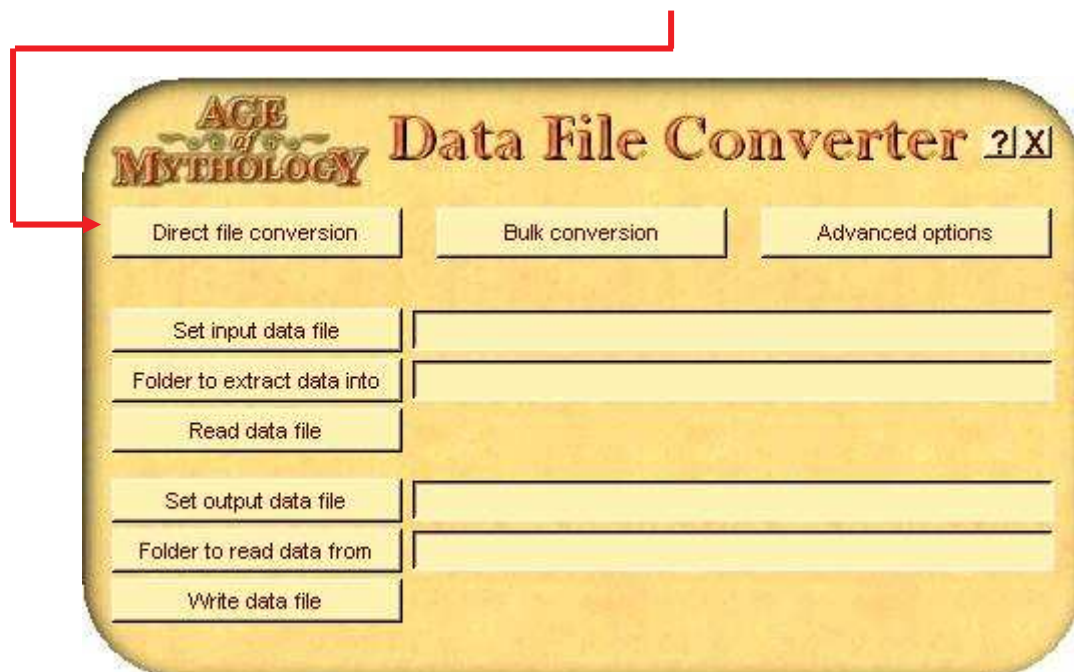 AGE
of
MYTHOLOGY
Data File Converter ? X
Direct file conversion Bulk conversion Advanced options
Set input data file
Folder to extract data into
Read data file
Set output data file
Folder to read data from
Write data file